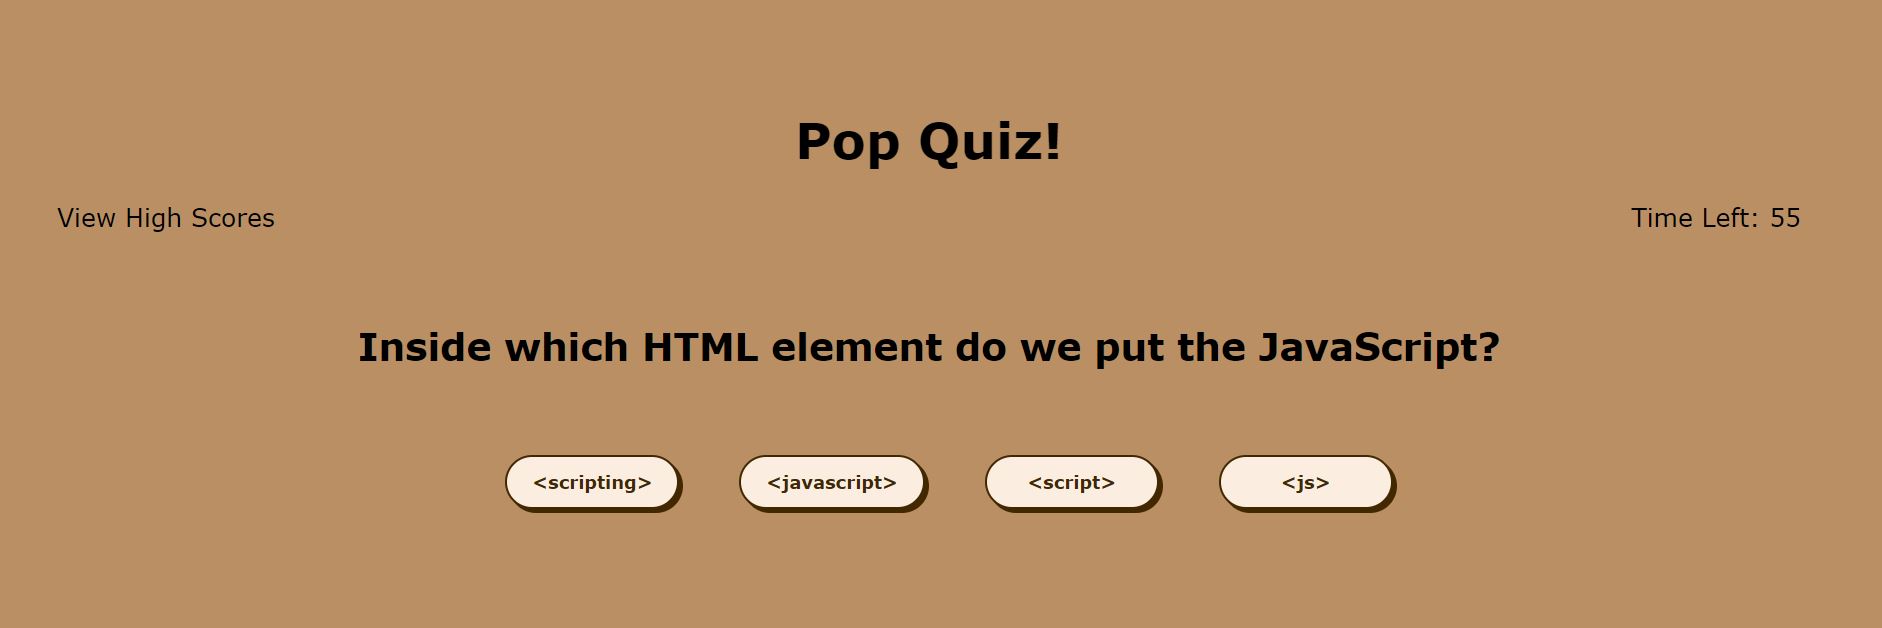 Pop Quiz!
View High Scores
Time Left: 55
Inside which HTML element do we put the JavaScript?
<scripting>
<javascript>
<script>
<js>